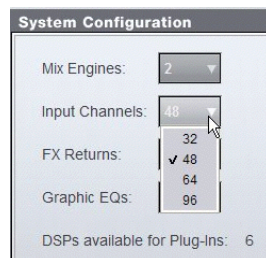 System Configuration
Mix Engines: 2
Input Channels: 48
32
✓ 48
FX Returns:
64
96
Graphic EQs:
DSPs available for Plug-Ins: 6